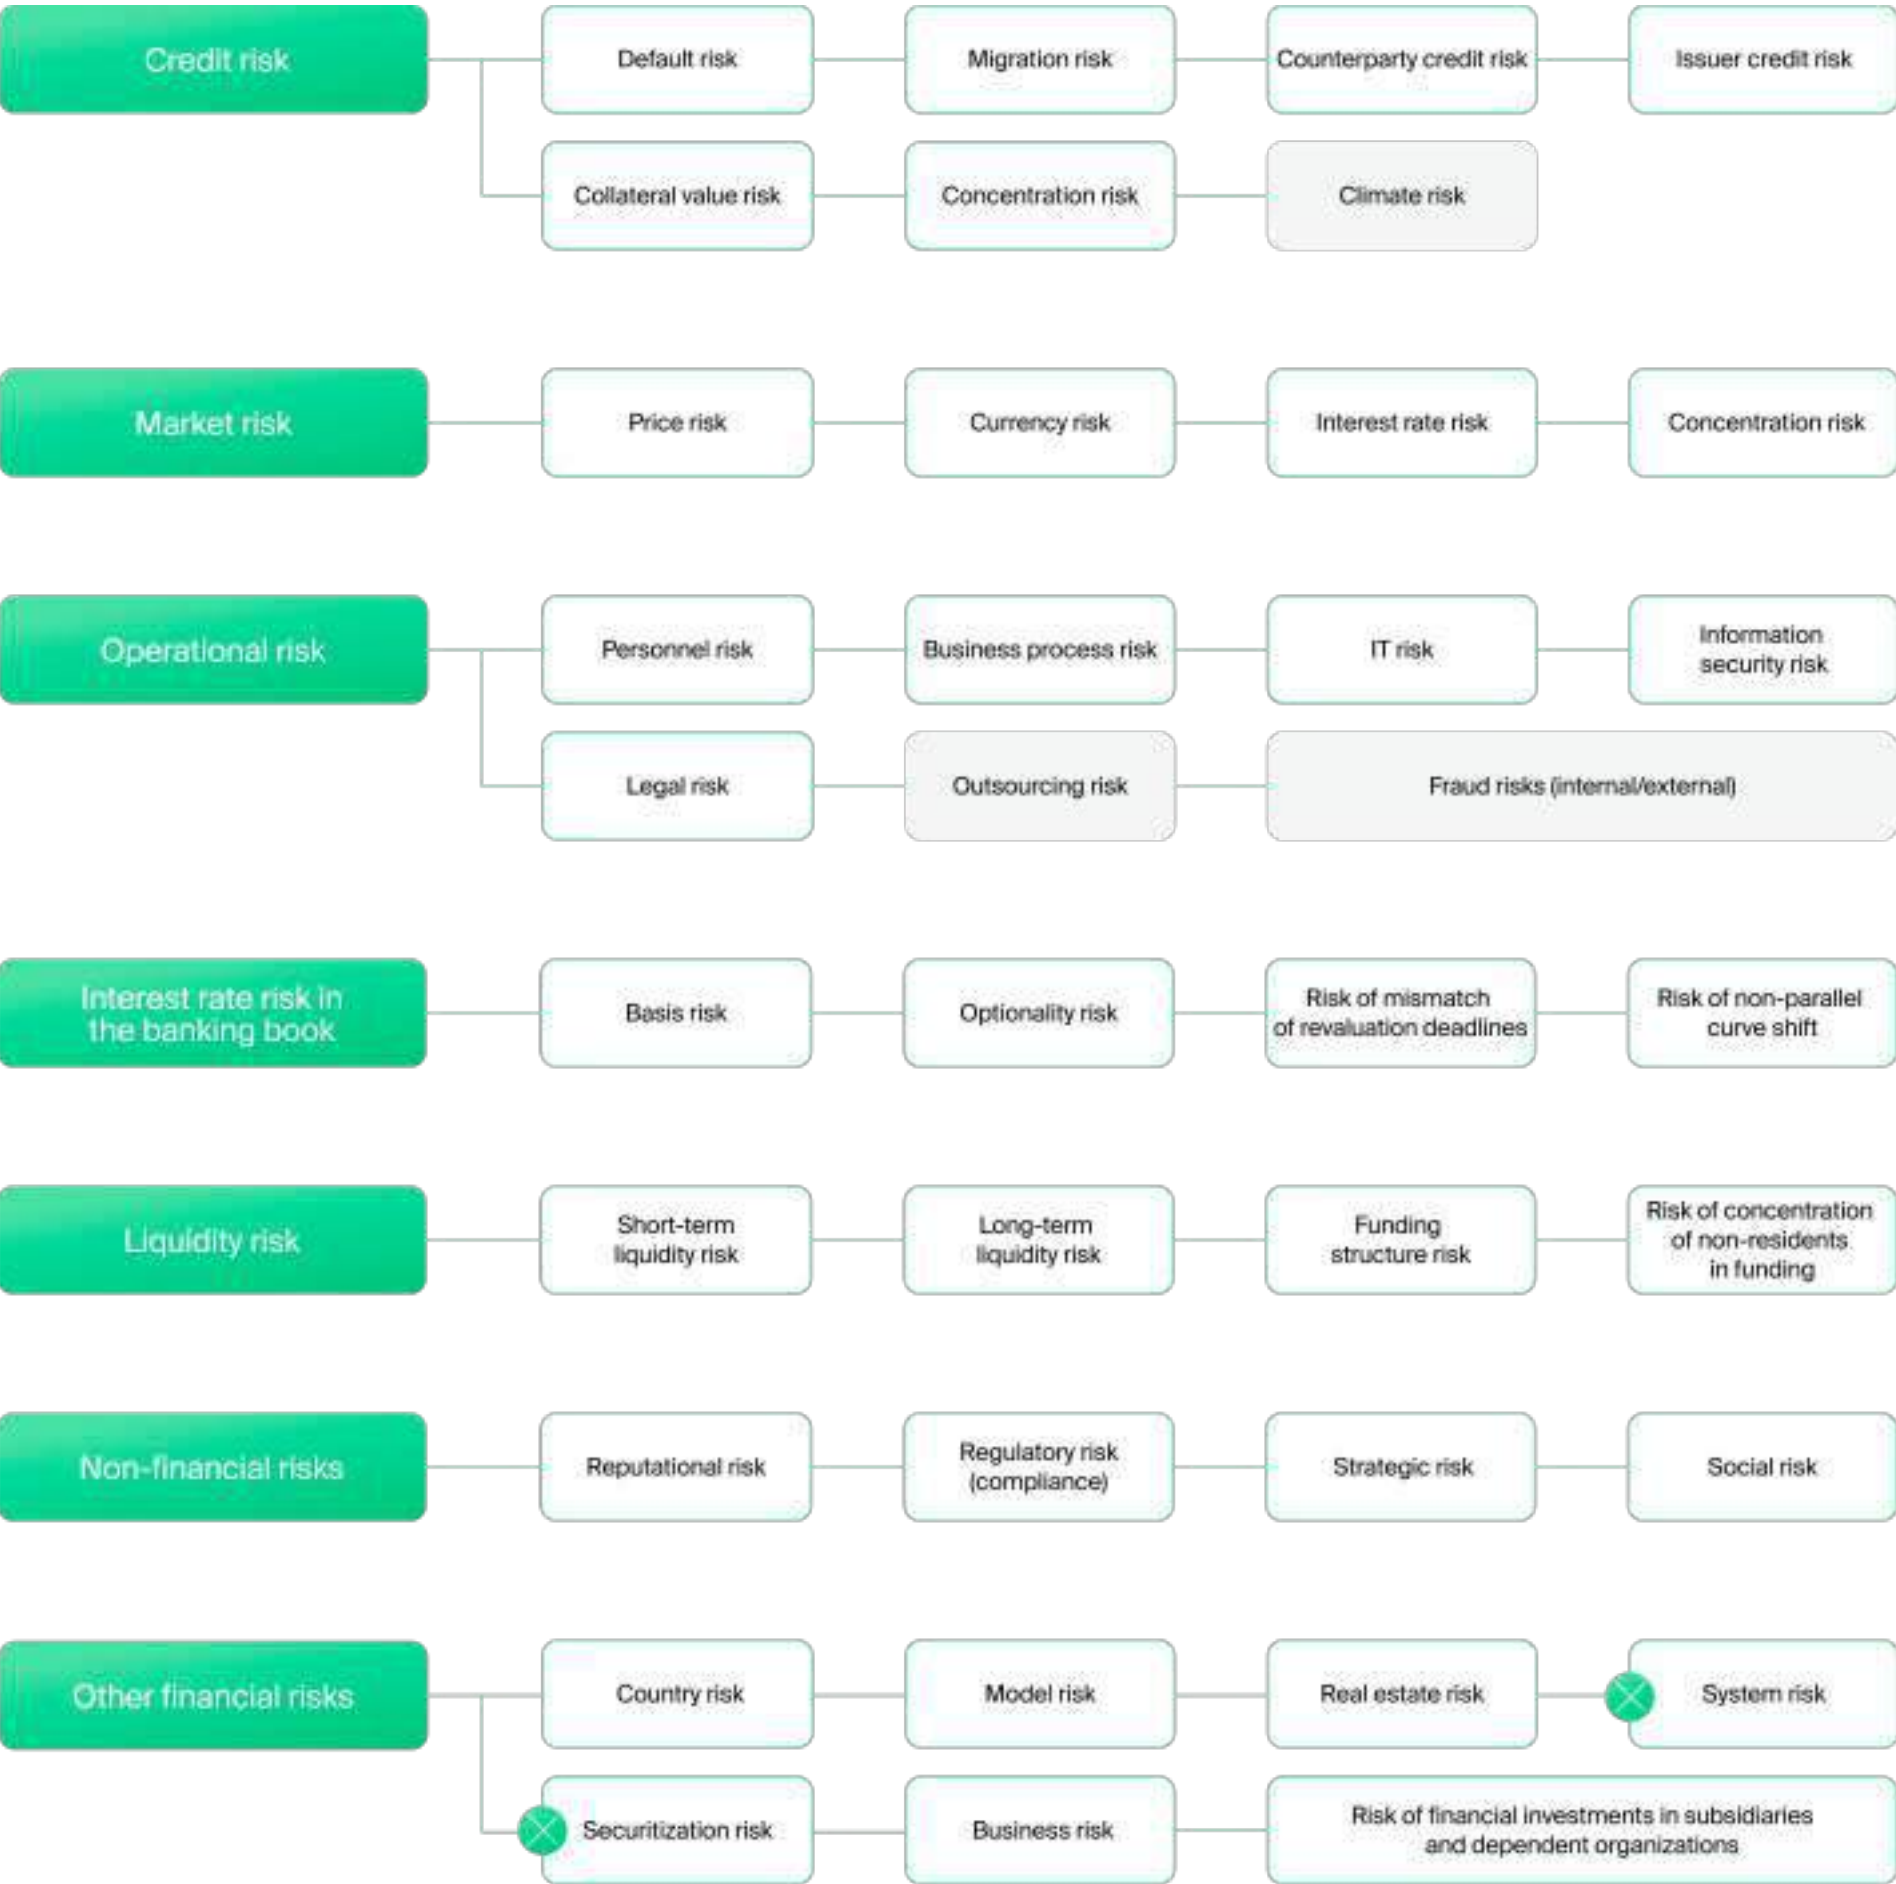 Credit risk
Default risk
Migration risk
Counterparty credit risk
Issuer credit risk
Collateral value risk
Concentration risk
Climate risk
Market risk
Price risk
Currency risk
Interest rate risk
Concentration risk
Operational risk
Personnel risk
Business process risk
IT risk
Information
security risk
Legal risk
Outsourcing risk
Fraud risks (internal/external)
Interest rate risk in
the banking book
Basis risk
Optionality risk
Risk of mismatch
of revaluation deadlines
Risk of non-parallel
curve shift
Liquidity risk
Short-term
liquidity risk
Long-term
liquidity risk
Funding
structure risk
Risk of concentration
of non-residents
in funding
Non-financial risks
Reputational risk
Regulatory risk
(compliance)
Strategic risk
Social risk
Other financial risks
Country risk
Model risk
Real estate risk
System risk
Securitization risk
Business risk
Risk of financial investments in subsidiaries
and dependent organizations